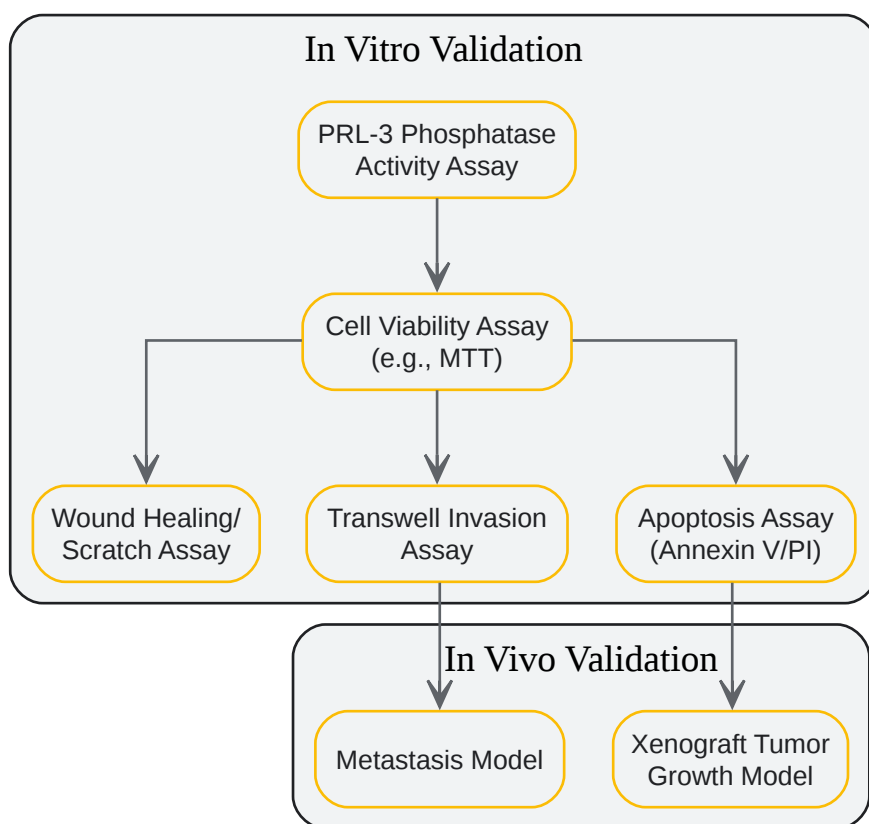 In Vitro Validation
PRL-3 Phosphatase
Activity Assay
Cell Viability Assay
(e.g., MTT)
Wound Healing/
Scratch Assay
Transwell Invasion
Assay
Apoptosis Assay
(Annexin V/PI)
In Vivo Validation
Metastasis Model
Xenograft Tumor
Growth Model